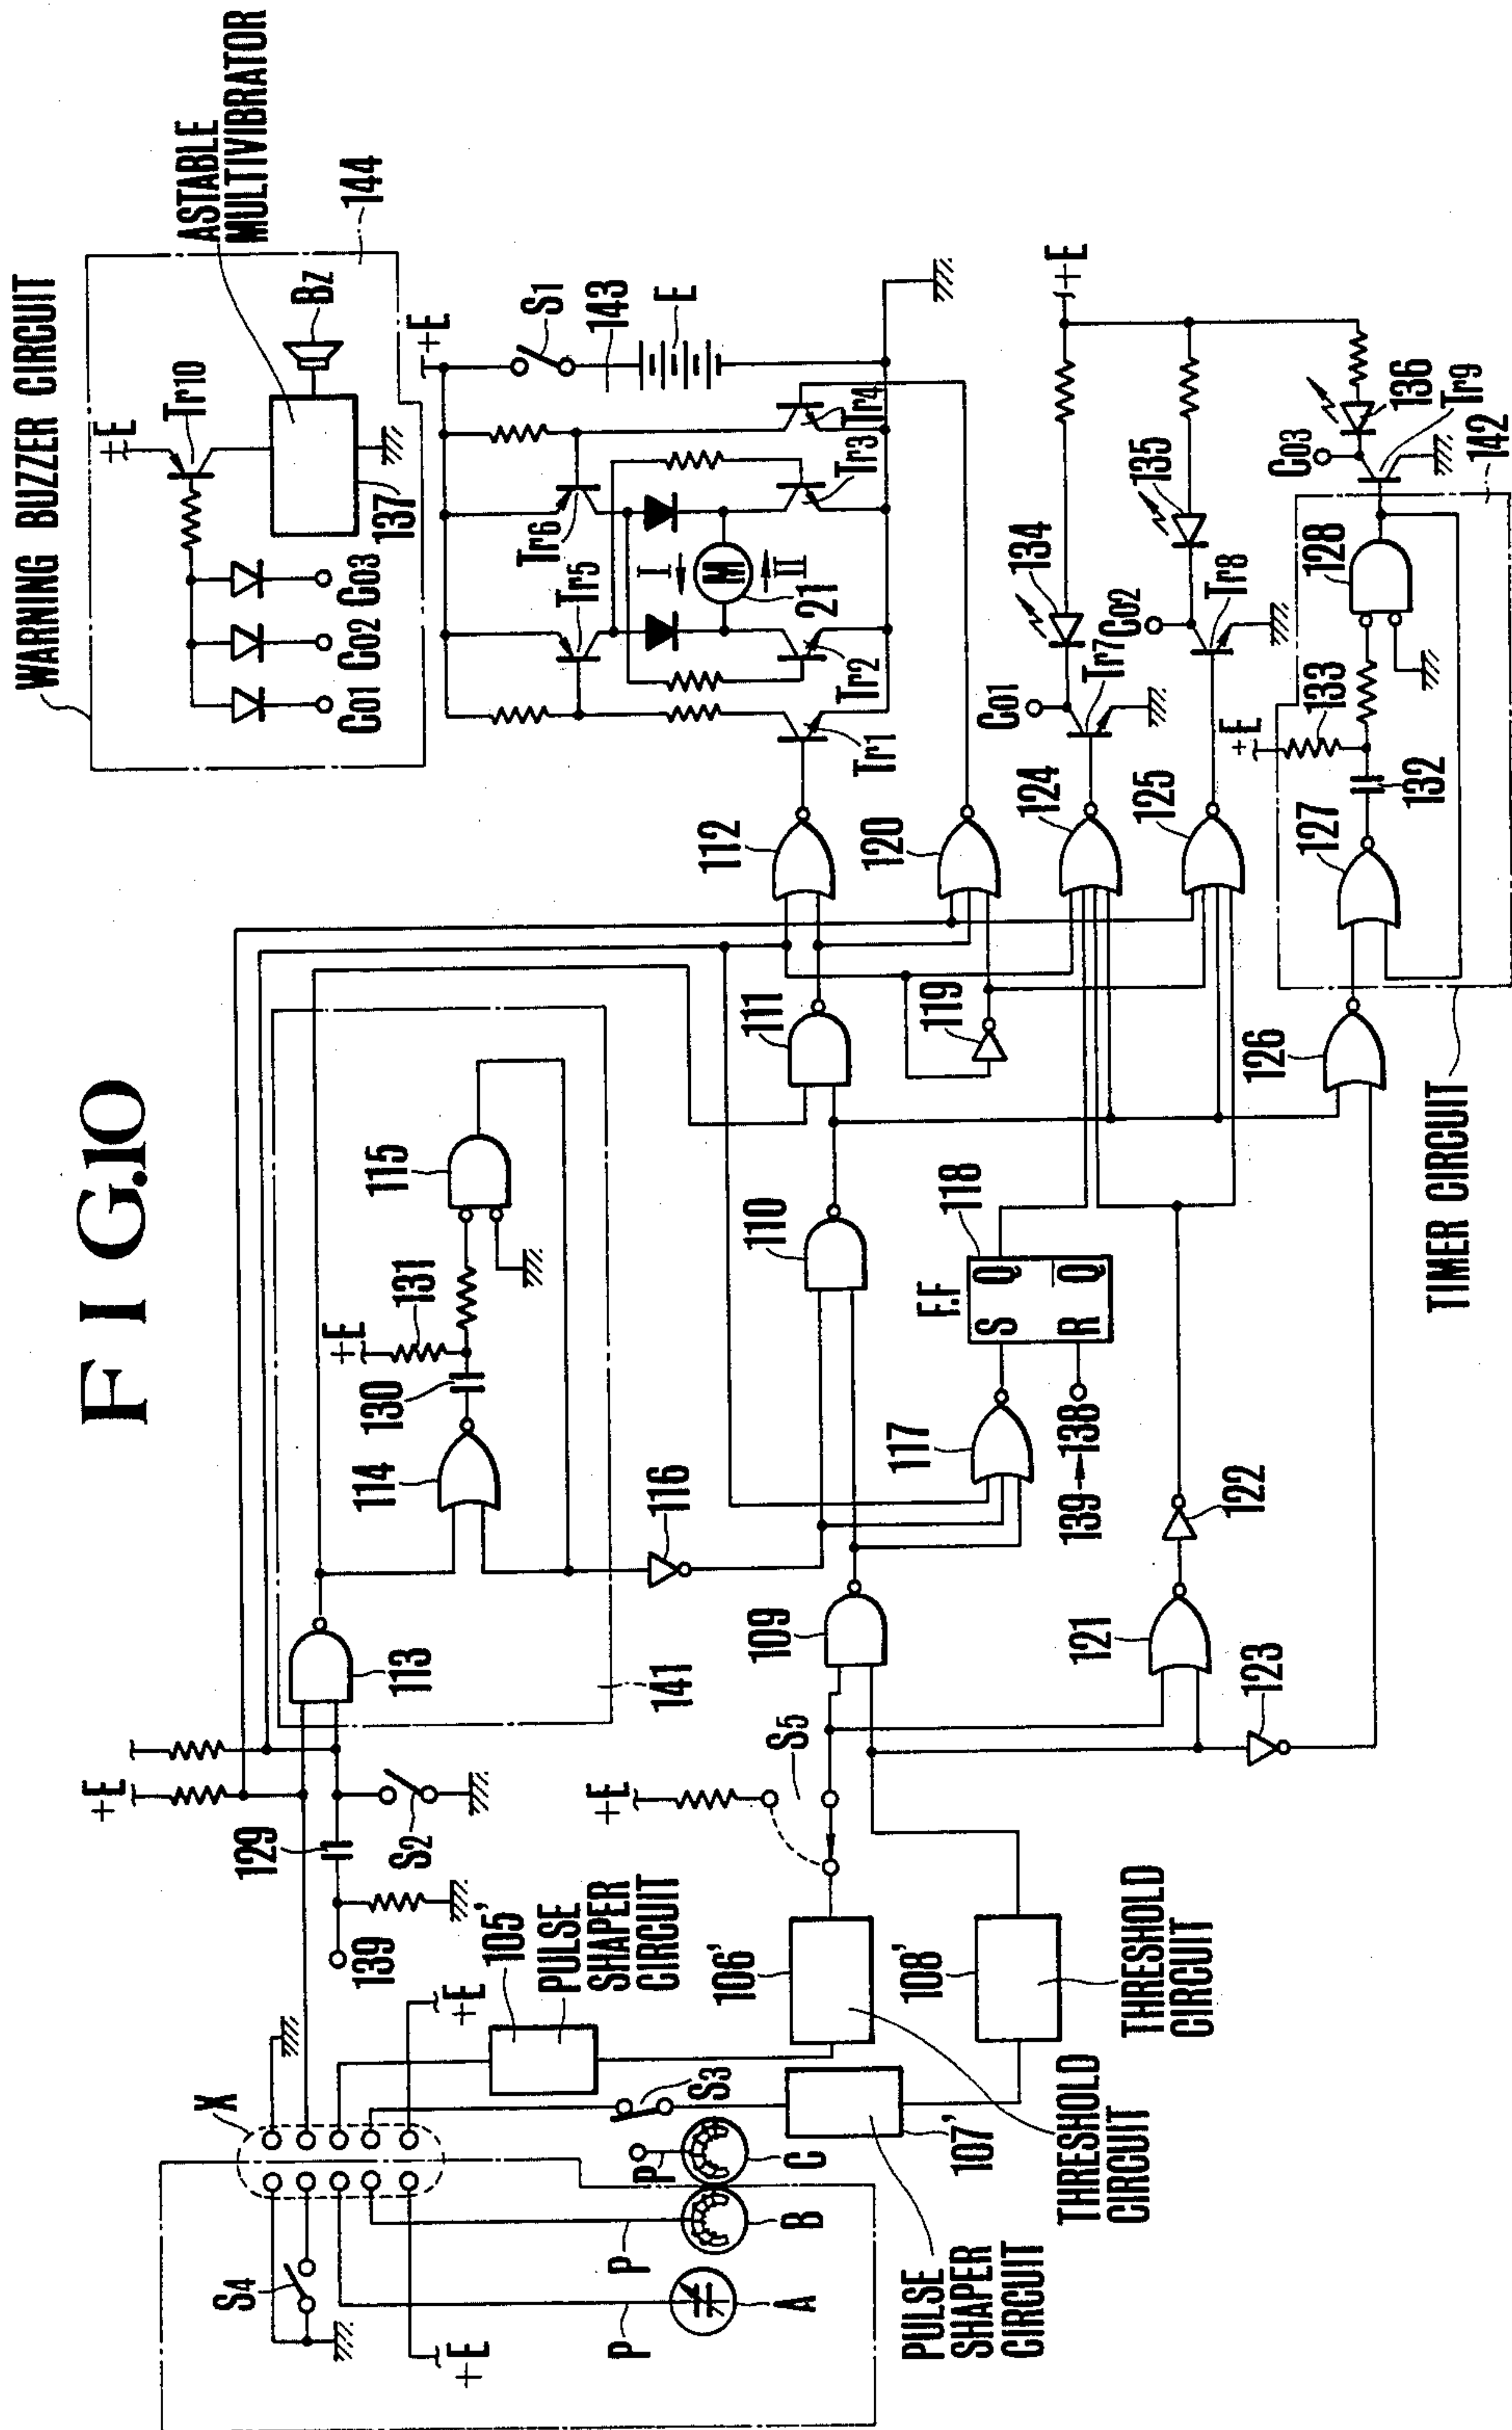 FIG.10
WARNING BUZZER CIRCUIT
ASTABLE
MULTIVIBRATOR
144
+E
Tr10
Bz
137
Co1
Co2
Co3
+E
S1
143
E
Tr6
Tr5
I
M
II
21
Tr4
Tr3
Tr2
Tr1
+E
134
135
136
Co1
Tr7
Co2
Tr8
Co3
Tr9
142
112
120
124
125
+E
133
132
128
127
126
TIMER CIRCUIT
111
119
110
115
+E
131
130
114
116
113
141
F.F
118
S
Q
R
Q̅
117
139
138
109
121
122
123
+E
129
S2
139
+E
S5
105'
PULSE
SHAPER
CIRCUIT
106'
108'
THRESHOLD
CIRCUIT
THRESHOLD
CIRCUIT
107'
PULSE
SHAPER
CIRCUIT
X
+E
S3
S4
+E
P
A
P
B
P
C